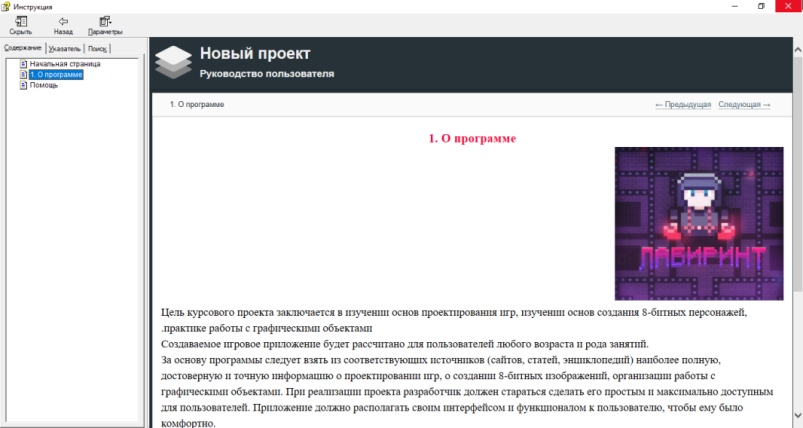 Инструкция
Скрыть Назад Параметры
Содержание Указатель Поиск
Начальная страница
1. О программе
Помощь
Новый проект
Руководство пользователя
1. О программе ← Предыдущая Следующая →
1. О программе
ЛАБИРИНТ
Цель курсового проекта заключается в изучении основ проектирования игр, изучении основ создания 8-битных персонажей,
.практике работы с графическими объектами
Создаваемое игровое приложение будет рассчитано для пользователей любого возраста и рода занятий.
За основу программы следует взять из соответствующих источников (сайтов, статей, энциклопедий) наиболее полную,
достоверную и точную информацию о проектировании игр, о создании 8-битных изображений, организации работы с
графическими объектами. При реализации проекта разработчик должен стараться сделать его простым и максимально доступным
для пользователей. Приложение должно располагать своим интерфейсом и функционалом к пользователю, чтобы ему было
комфортно.